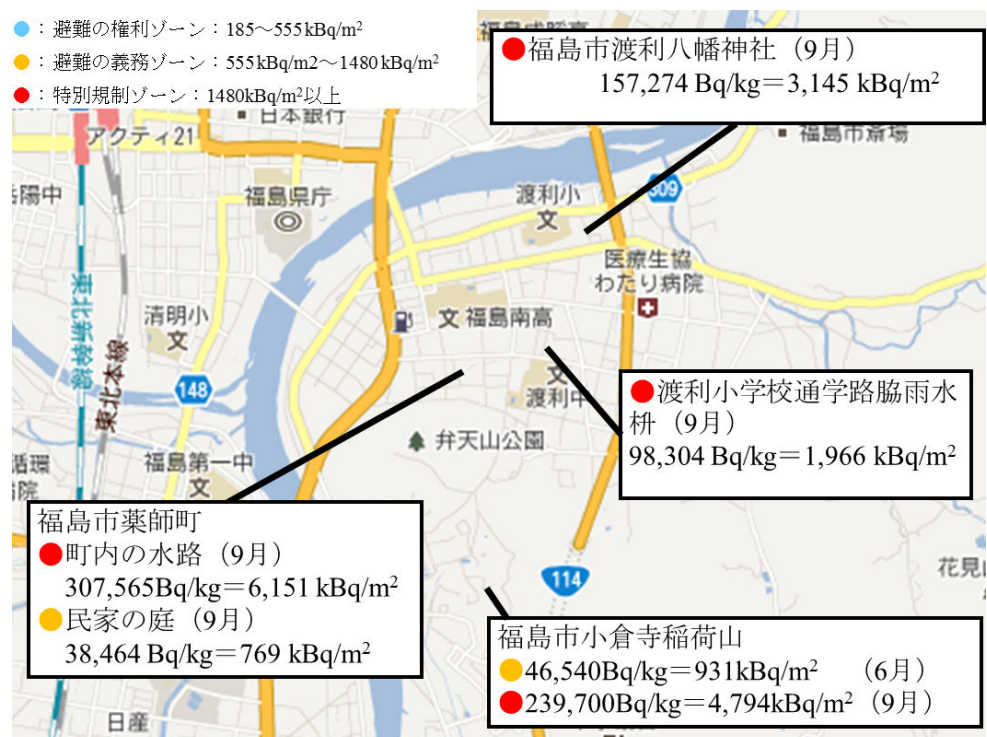 ●：避難の権利ゾーン：185～555kBq/m²
●：避難の義務ゾーン：555kBq/m2～1480kBq/m²
●：特別規制ゾーン：1480kBq/m²以上
●福島市渡利八幡神社（9月）
157,274 Bq/kg＝3,145 kBq/m²
日本銀行
福島市斎場
アクティ21
福島県庁
渡利小
文
309
医療生協
わたり病院
東北新幹線
東北本線
清明小
文
文 福島南高
148
文
渡利中
弁天山公園
●渡利小学校通学路脇雨水
枡（9月）
98,304 Bq/kg＝1,966 kBq/m²
福島第一中
文
福島市薬師町
●町内の水路（9月）
307,565Bq/kg＝6,151 kBq/m²
●民家の庭（9月）
38,464 Bq/kg＝769 kBq/m²
114
花見山
福島市小倉寺稲荷山
●46,540Bq/kg＝931kBq/m²　（6月）
●239,700Bq/kg＝4,794kBq/m²（9月）
日産